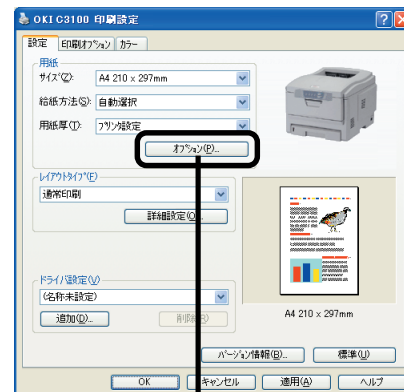 OKI C3100 印刷設定
設定 印刷オプション カラー
用紙
サイズ(Z): A4 210 x 297mm
給紙方法(S): 自動選択
用紙厚(T): プリンタ設定
オプション(P)...
レイアウトタイプ(F)
通常印刷
詳細設定(O)...
ドライバ設定(V)
(名称未設定)
追加(D)...
A4 210 x 297mm
バージョン情報(B)... 標準(U)
OK キャンセル 適用(A) ヘルプ